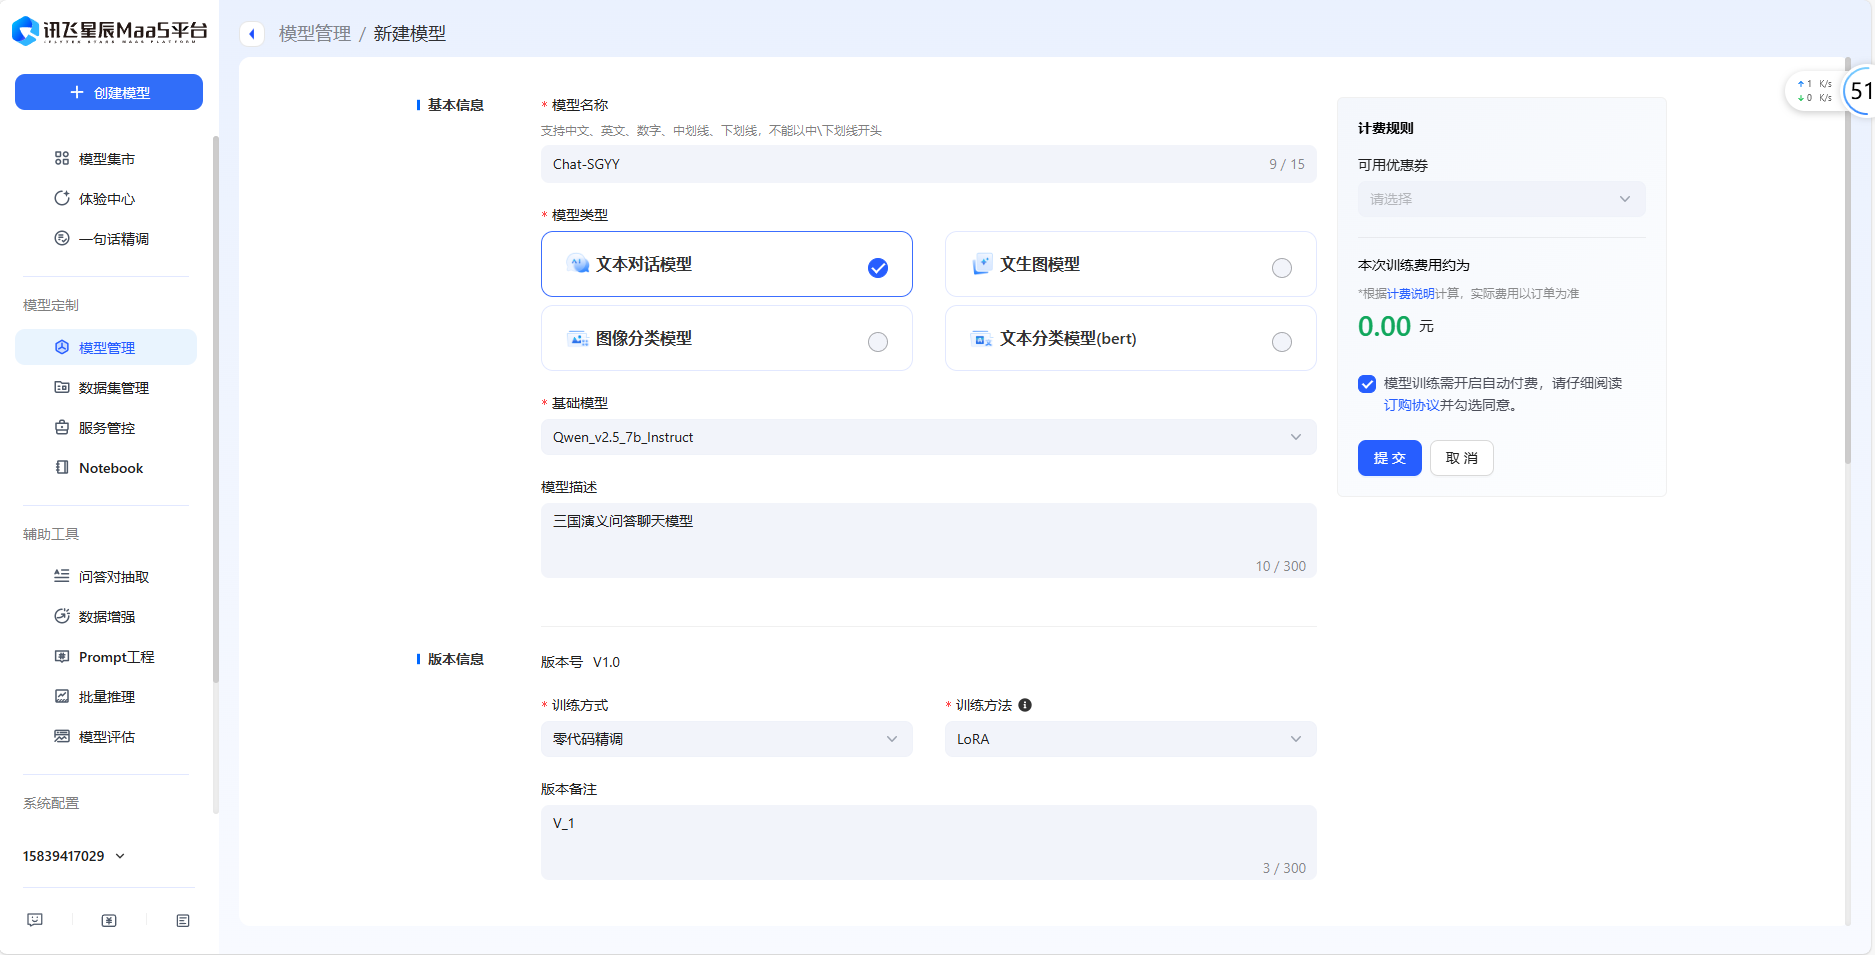 讯飞星辰MaaS平台
IFLYTEK STAR MAAS PLATFORM
创建模型
模型集市
体验中心
一句话精调
模型定制
模型管理
数据集管理
服务管控
Notebook
辅助工具
问答对抽取
数据增强
Prompt工程
批量推理
模型评估
系统配置
15839417029
模型管理 / 新建模型
基本信息
* 模型名称
支持中文、英文、数字、中划线、下划线，不能以中\下划线开头
Chat-SGYY 9 / 15
* 模型类型
文本对话模型
文生图模型
图像分类模型
文本分类模型(bert)
* 基础模型
Qwen_v2.5_7b_Instruct
模型描述
三国演义问答聊天模型
10 / 300
版本信息
版本号 V1.0
* 训练方式
零代码精调
* 训练方法
LoRA
版本备注
V_1
3 / 300
计费规则
可用优惠券
请选择
本次训练费用约为
*根据计费说明计算，实际费用以订单为准
0.00 元
模型训练需开启自动付费，请仔细阅读
订购协议并勾选同意。
提交 取消
↑ 1 K/s
↓ 0 K/s
51